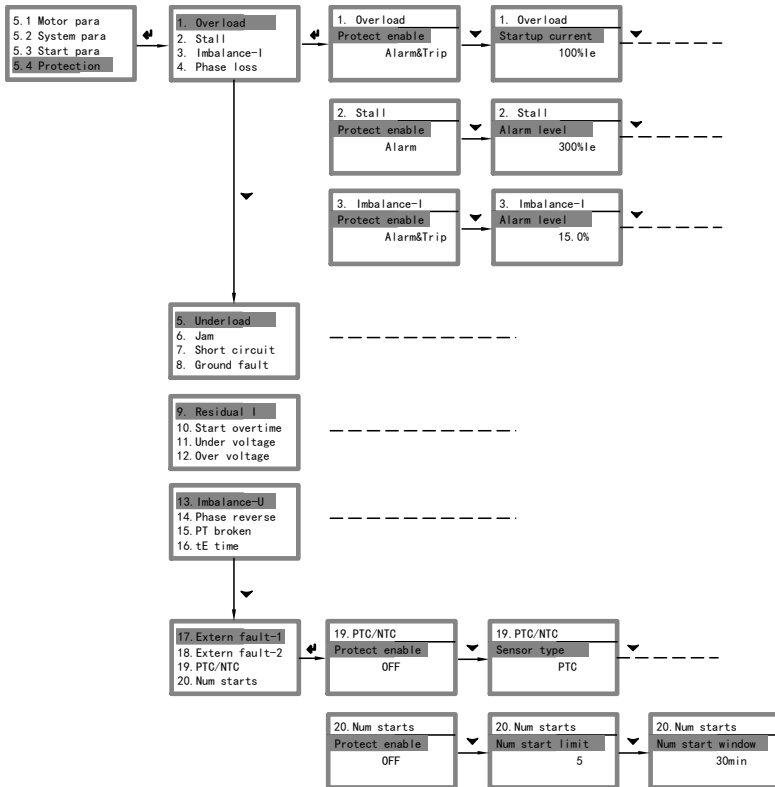 5.1 Motor para
5.2 System para
5.3 Start para
5.4 Protection
1. Overload
2. Stall
3. Imbalance-I
4. Phase loss
1. Overload
Protect enable
Alarm&Trip
1. Overload
Startup current
100%Ie
2. Stall
Protect enable
Alarm
2. Stall
Alarm level
300%Ie
3. Imbalance-I
Protect enable
Alarm&Trip
3. Imbalance-I
Alarm level
15.0%
5. Underload
6. Jam
7. Short circuit
8. Ground fault
9. Residual I
10. Start overtime
11. Under voltage
12. Over voltage
13. Imbalance-U
14. Phase reverse
15. PT broken
16. tE time
17. Extern fault-1
18. Extern fault-2
19. PTC/NTC
20. Num starts
19. PTC/NTC
Protect enable
OFF
19. PTC/NTC
Sensor type
PTC
20. Num starts
Protect enable
OFF
20. Num starts
Num start limit
5
20. Num starts
Num start window
30min